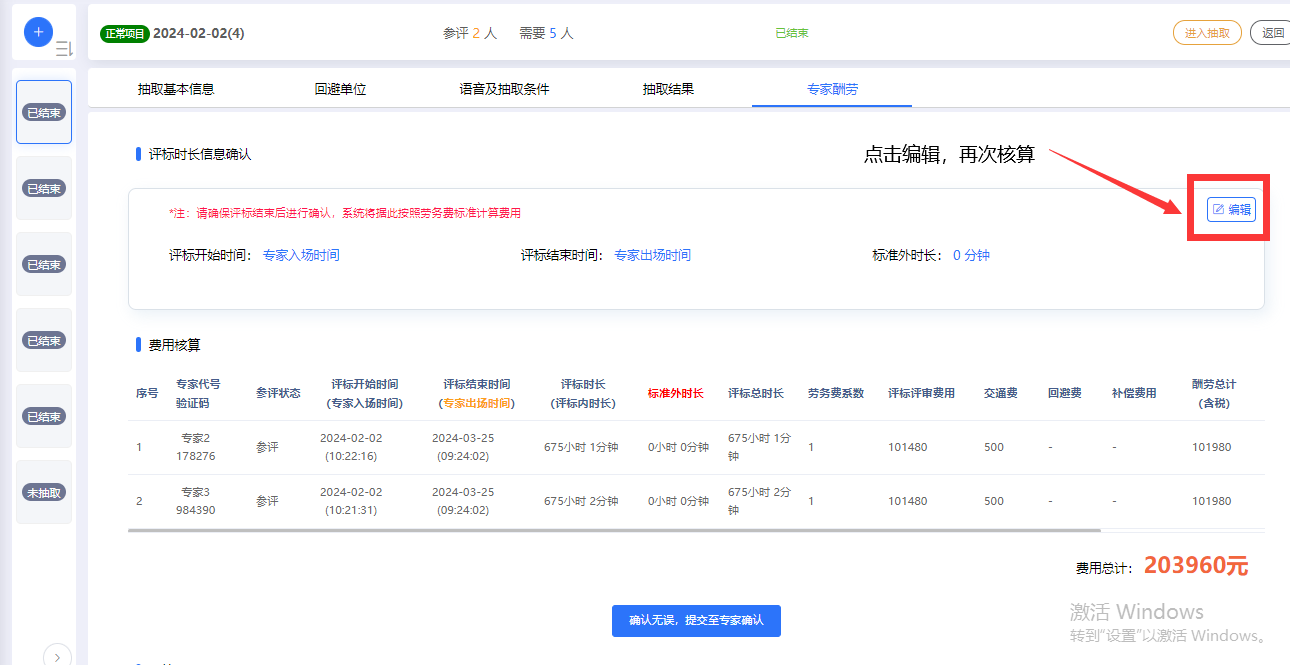 +
正常项目 2024-02-02(4) 参评 2 人 需要 5 人 已结束 进入抽取 返回
抽取基本信息 回避单位 语音及抽取条件 抽取结果 专家酬劳
已结束
已结束
已结束
已结束
已结束
未抽取
评标时长信息确认
点击编辑，再次核算
编辑
*注：请确保评标结束后进行确认，系统将据此按照劳务费标准计算费用
评标开始时间： 专家入场时间 评标结束时间： 专家出场时间 标准外时长： 0 分钟
费用核算
序号 专家代号 验证码 参评状态 评标开始时间 (专家入场时间) 评标结束时间 (专家出场时间) 评标时长 (评标内时长) 标准外时长 评标总时长 劳务费系数 评标评审费用 交通费 回避费 补偿费用 酬劳总计 (含税)
1 专家2 178276 参评 2024-02-02 (10:22:16) 2024-03-25 (09:24:02) 675小时 1分钟 0小时 0分钟 675小时 1分钟 1 101480 500 - - 101980
2 专家3 984390 参评 2024-02-02 (10:21:31) 2024-03-25 (09:24:02) 675小时 2分钟 0小时 0分钟 675小时 2分钟 1 101480 500 - - 101980
费用总计： 203960元
确认无误，提交至专家确认
激活 Windows
转到"设置"以激活 Windows。